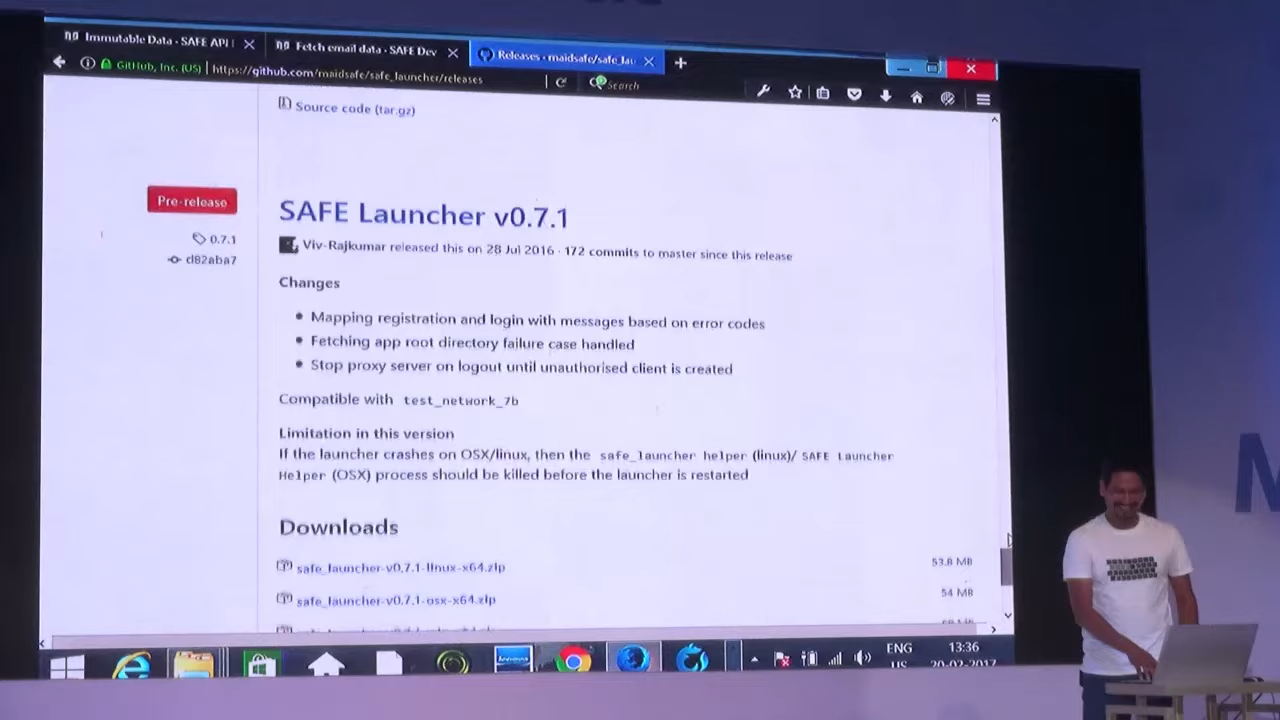 Immutable Data - SAFE API
Fetch email data - SAFE Dev
Releases · maidsafe/safe_lau
GitHub, Inc. (US)
https://github.com/maidsafe/safe_launcher/releases
Search
Source code (tar.gz)
Pre-release
SAFE Launcher v0.7.1
0.7.1
Viv-Rajkumar released this on 28 Jul 2016 · 172 commits to master since this release
d82aba7
Changes
Mapping registration and login with messages based on error codes
Fetching app root directory failure case handled
Stop proxy server on logout until unauthorised client is created
Compatible with test_network_7b
Limitation in this version
If the launcher crashes on OSX/linux, then the safe_launcher helper (linux)/ SAFE Launcher
Helper (OSX) process should be killed before the launcher is restarted
Downloads
safe_launcher-v0.7.1-linux-x64.zip
53.8 MB
safe_launcher-v0.7.1-osx-x64.zip
54 MB
ENG
US
13:36
20-02-2017